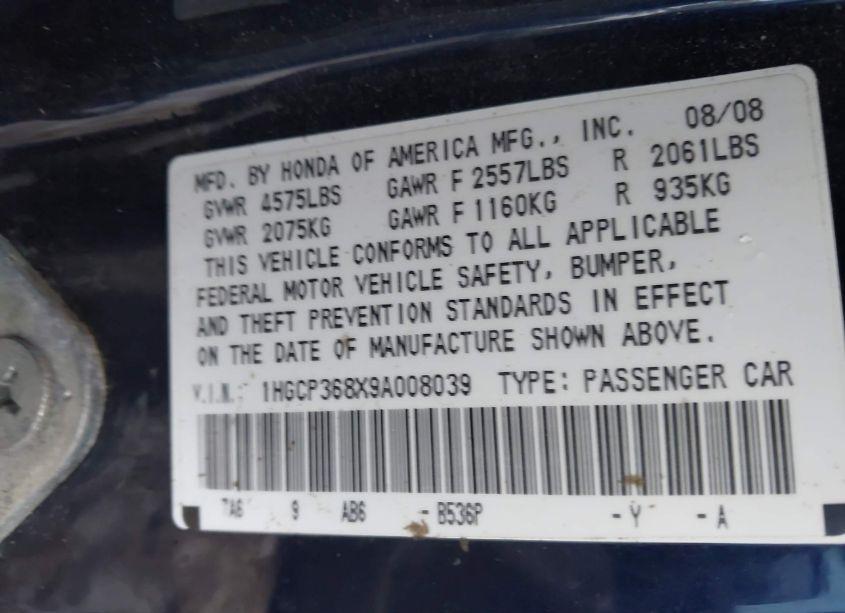 MFD. BY HONDA OF AMERICA MFG., INC. 08/08
GVWR 4575LBS GAWR F 2557LBS R 2061LBS
GVWR 2075KG GAWR F 1160KG R 935KG
THIS VEHICLE CONFORMS TO ALL APPLICABLE
FEDERAL MOTOR VEHICLE SAFETY, BUMPER,
AND THEFT PREVENTION STANDARDS IN EFFECT
ON THE DATE OF MANUFACTURE SHOWN ABOVE.
V.I.N.: 1HGCP368X9A008039 TYPE: PASSENGER CAR
7A6 9 AB6 - B536P - Y - A